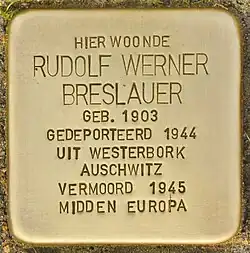 HIER WOONDE
RUDOLF WERNER
BRESLAUER
GEB. 1903
GEDEPORTEERD 1944
UIT WESTERBORK
AUSCHWITZ
VERMOORD 1945
MIDDEN EUROPA